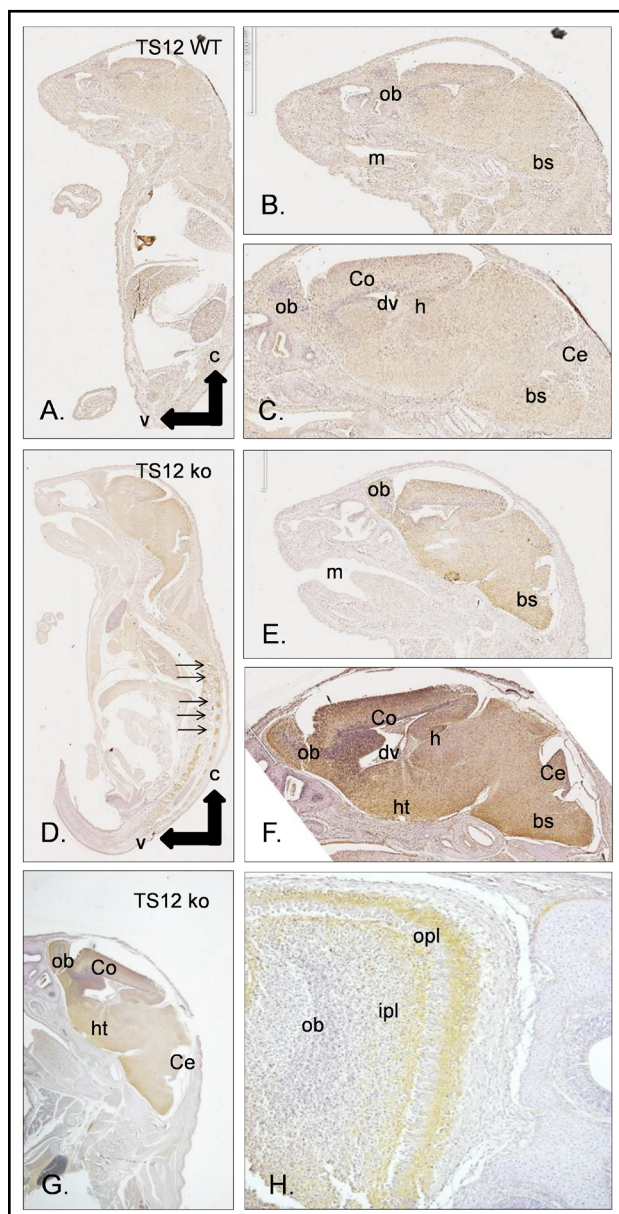 TS12 WT
c
v
A.
ob
m
bs
B.
Co
ob
dv
h
Ce
bs
C.
TS12 ko
c
v
D.
ob
m
bs
E.
Co
ob
dv
h
Ce
ht
bs
F.
TS12 ko
ob
Co
ht
Ce
G.
opl
ipl
ob
H.